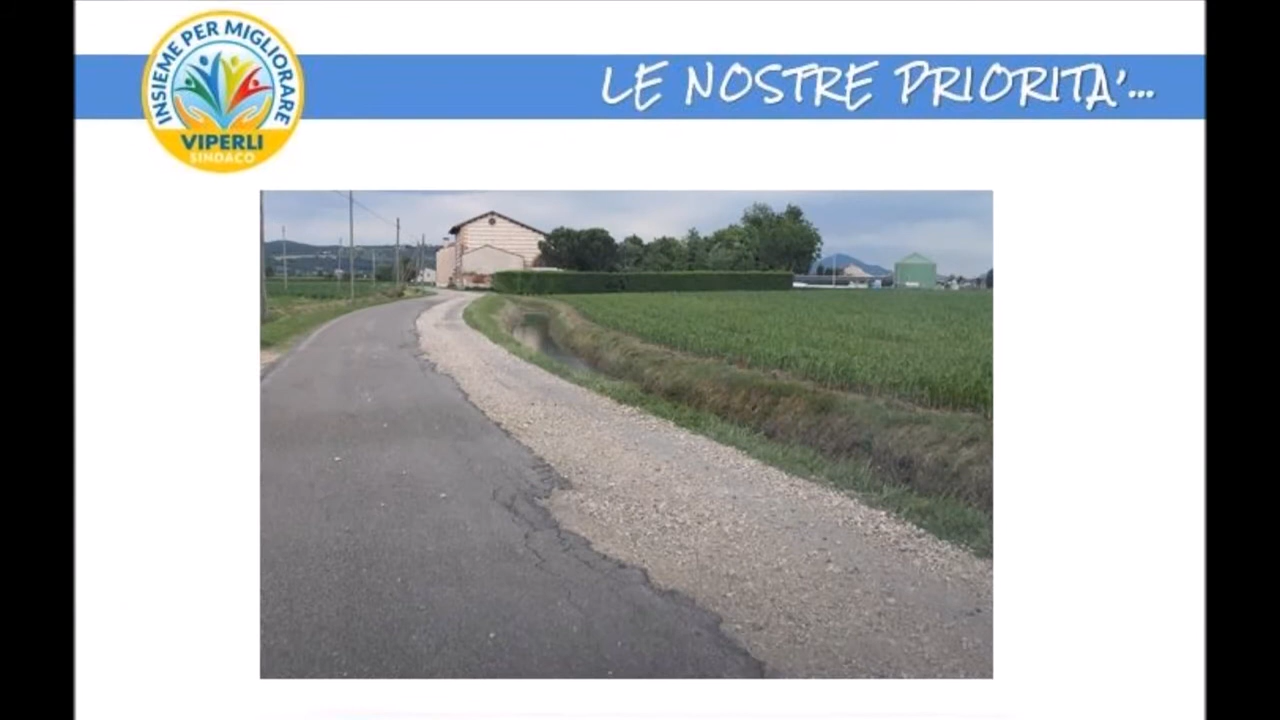 INSIEME PER MIGLIORARE
VIPERLI
SINDACO
LE NOSTRE PRIORITA'...